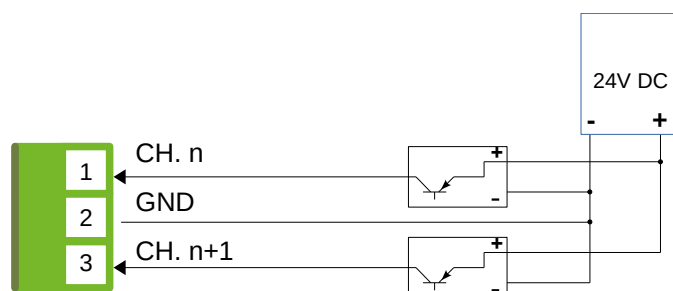 24V DC
- +
1 CH. n
+
-
2 GND
3 CH. n+1
+
-